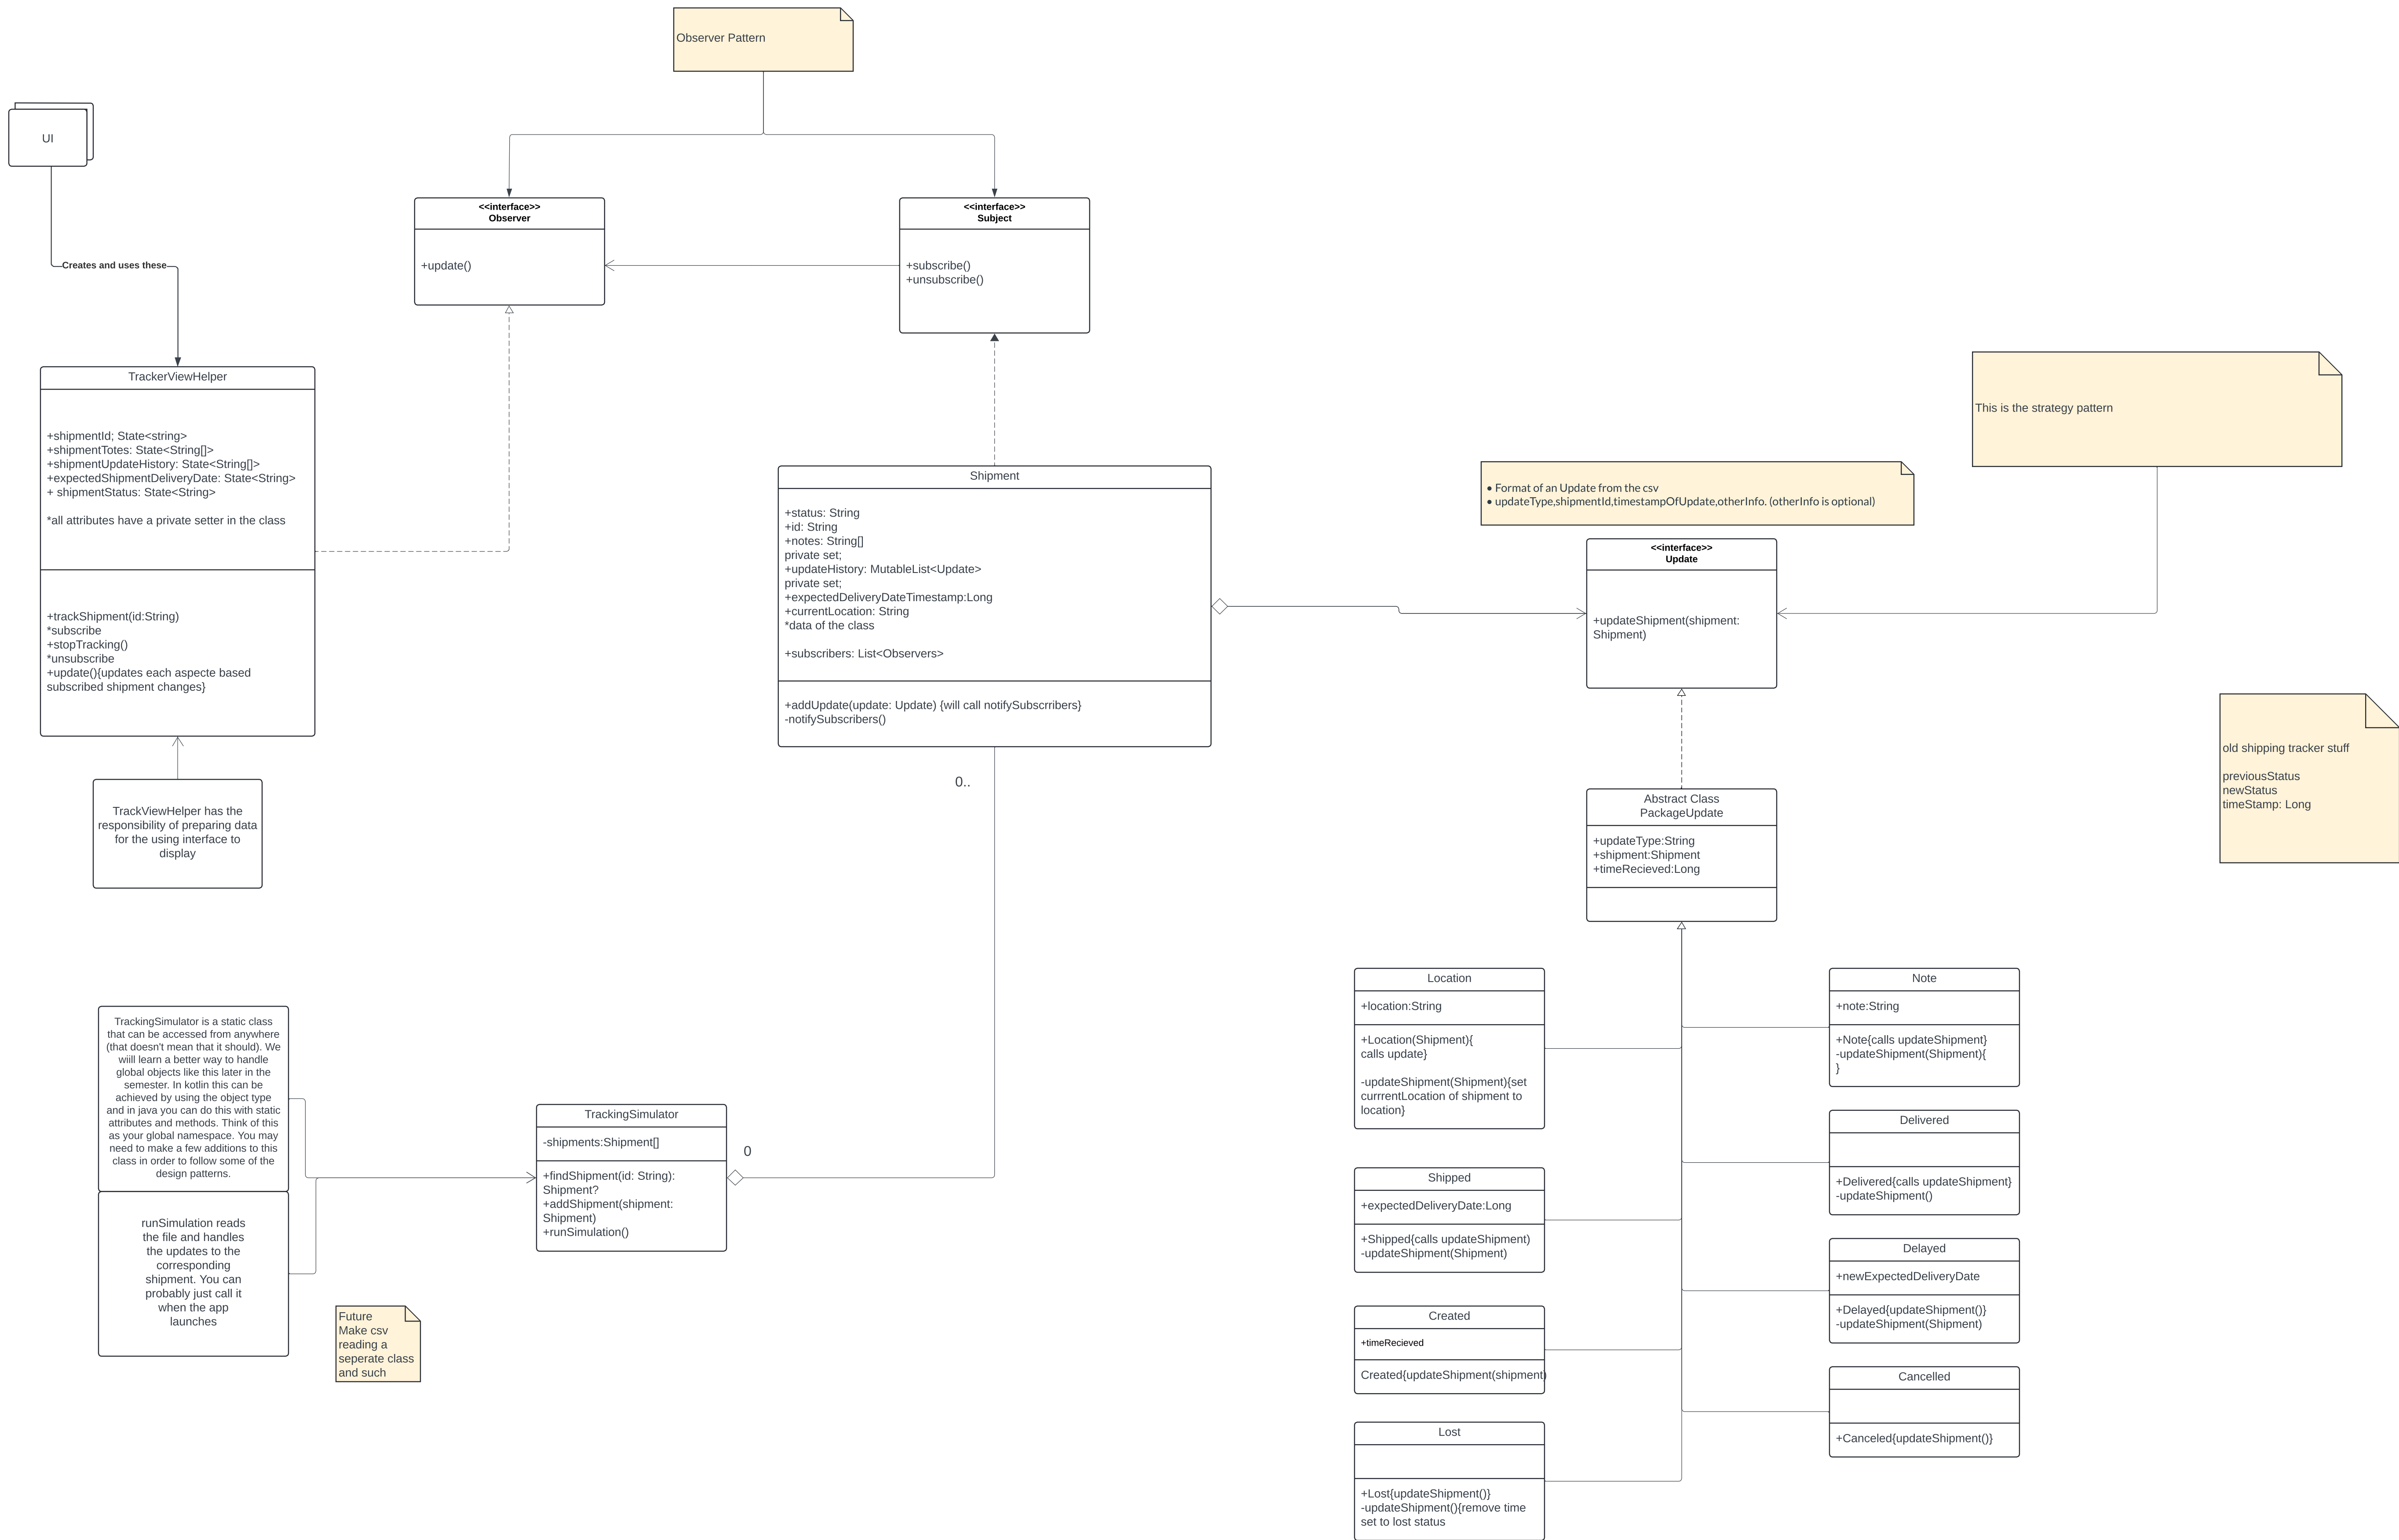 Observer Pattern
UI
Creates and uses these
<<interface>>
Observer
+update()
<<interface>>
Subject
+subscribe()
+unsubscribe()
TrackerViewHelper
+shipmentId; State<string>
+shipmentTotes: State<String[]>
+shipmentUpdateHistory: State<String[]>
+expectedShipmentDeliveryDate: State<String>
+ shipmentStatus: State<String>
*all attributes have a private setter in the class
+trackShipment(id:String)
*subscribe
+stopTracking()
*unsubscribe
+update(){updates each aspecte based
subscribed shipment changes}
TrackViewHelper has the
responsibility of preparing data
for the using interface to
display
Shipment
+status: String
+id: String
+notes: String[]
private set;
+updateHistory: MutableList<Update>
private set;
+expectedDeliveryDateTimestamp:Long
+currentLocation: String
*data of the class
+subscribers: List<Observers>
+addUpdate(update: Update) {will call notifySubscrribers}
-notifySubscribers()
0..
This is the strategy pattern
• Format of an Update from the csv
• updateType,shipmentId,timestampOfUpdate,otherInfo. (otherInfo is optional)
<<interface>>
Update
+updateShipment(shipment:
Shipment)
old shipping tracker stuff
previousStatus
newStatus
timeStamp: Long
Abstract Class
PackageUpdate
+updateType:String
+shipment:Shipment
+timeRecieved:Long
TrackingSimulator is a static class
that can be accessed from anywhere
(that doesn't mean that it should). We
wiill learn a better way to handle
global objects like this later in the
semester. In kotlin this can be
achieved by using the object type
and in java you can do this with static
attributes and methods. Think of this
as your global namespace. You may
need to make a few additions to this
class in order to follow some of the
design patterns.
runSimulation reads
the file and handles
the updates to the
corresponding
shipment. You can
probably just call it
when the app
launches
Future
Make csv
reading a
seperate class
and such
TrackingSimulator
-shipments:Shipment[]
+findShipment(id: String):
Shipment?
+addShipment(shipment:
Shipment)
+runSimulation()
0
Location
+location:String
+Location(Shipment){
calls update}
-updateShipment(Shipment){set
currrentLocation of shipment to
location}
Shipped
+expectedDeliveryDate:Long
+Shipped{calls updateShipment)
-updateShipment(Shipment)
Created
+timeRecieved
Created{updateShipment(shipment)
Lost
+Lost{updateShipment()}
-updateShipment(){remove time
set to lost status
Note
+note:String
+Note{calls updateShipment}
-updateShipment(Shipment){
}
Delivered
+Delivered{calls updateShipment}
-updateShipment()
Delayed
+newExpectedDeliveryDate
+Delayed{updateShipment()}
-updateShipment(Shipment)
Cancelled
+Canceled{updateShipment()}